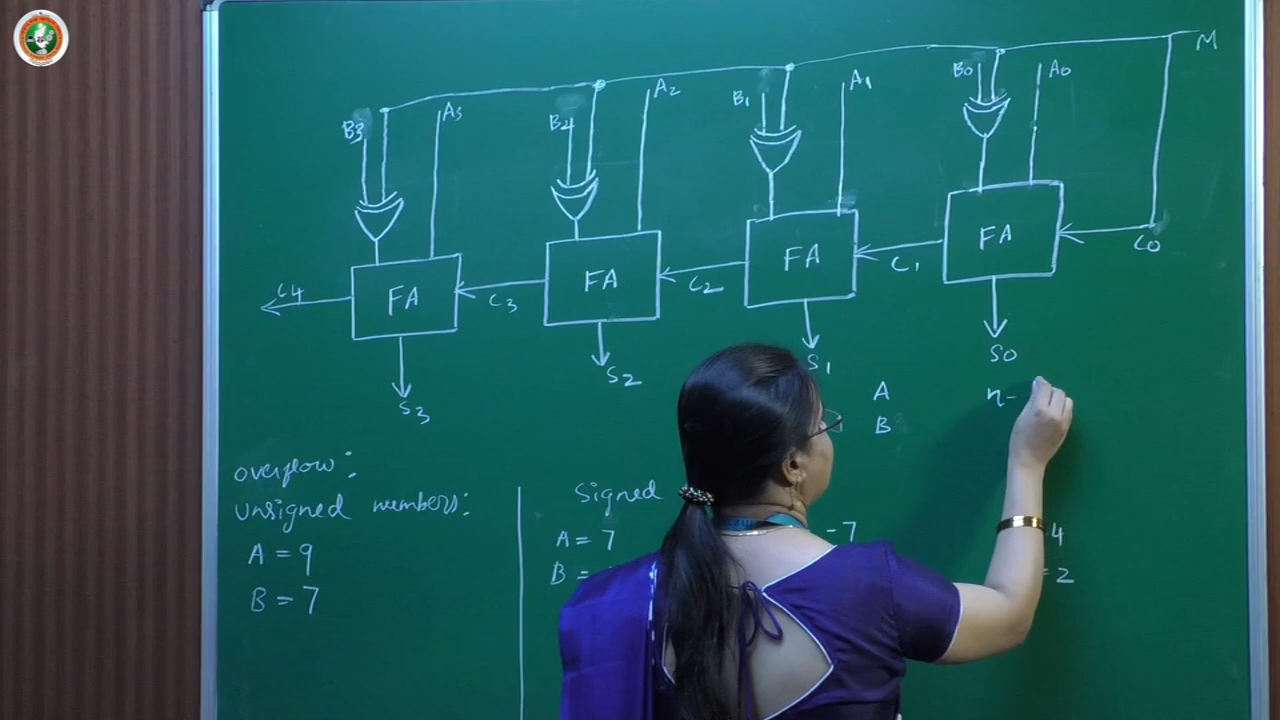 M
B3 A3 B4 A2 B1 A1 B0 A0
FA FA FA FA
C4 C3 C2 C1 C0
S3 S2 S1 S0
A
B
n-
overflow:
unsigned numbers:
A = 9
B = 7
Signed
A = 7
B =
-7
4
= 2